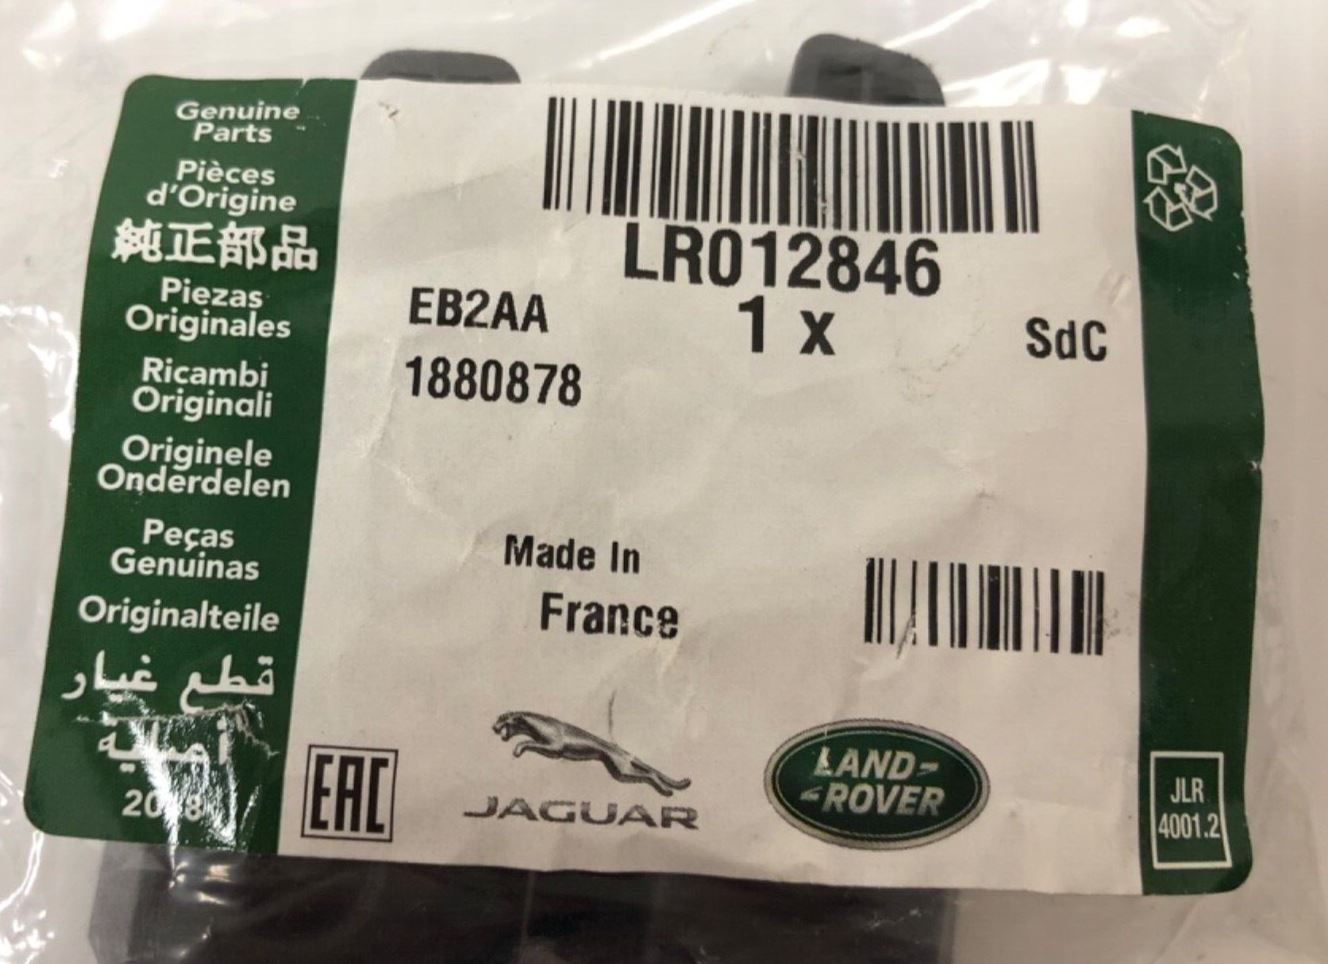 Genuine
Parts
Pièces
d'Origine
純正部品
Piezas
Originales
Ricambi
Originali
Originele
Onderdelen
Peças
Genuinas
Originalteile
قطع غيار
أصلية
LR012846
EB2AA
1 x
SdC
1880878
Made In
France
EAC
JAGUAR
LAND-
ROVER
JLR
4001.2